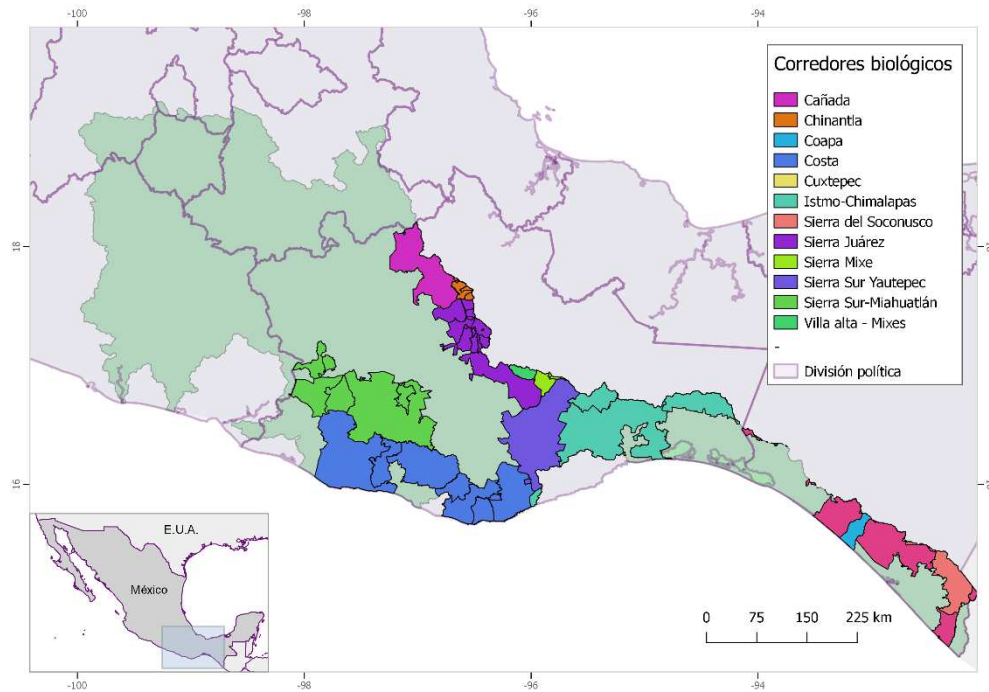 -100
-98
-96
-94
Corredores biológicos
Cañada
Chinantla
Coapa
Costa
Cuxtepec
Istmo-Chimalapas
Sierra del Soconusco
Sierra Juárez
Sierra Mixe
Sierra Sur Yautepec
Sierra Sur-Miahuatlán
Villa alta - Mixes
-
División política
18
18
16
16
E.U.A.
México
0 75 150 225 km
-100
-98
-96
-94